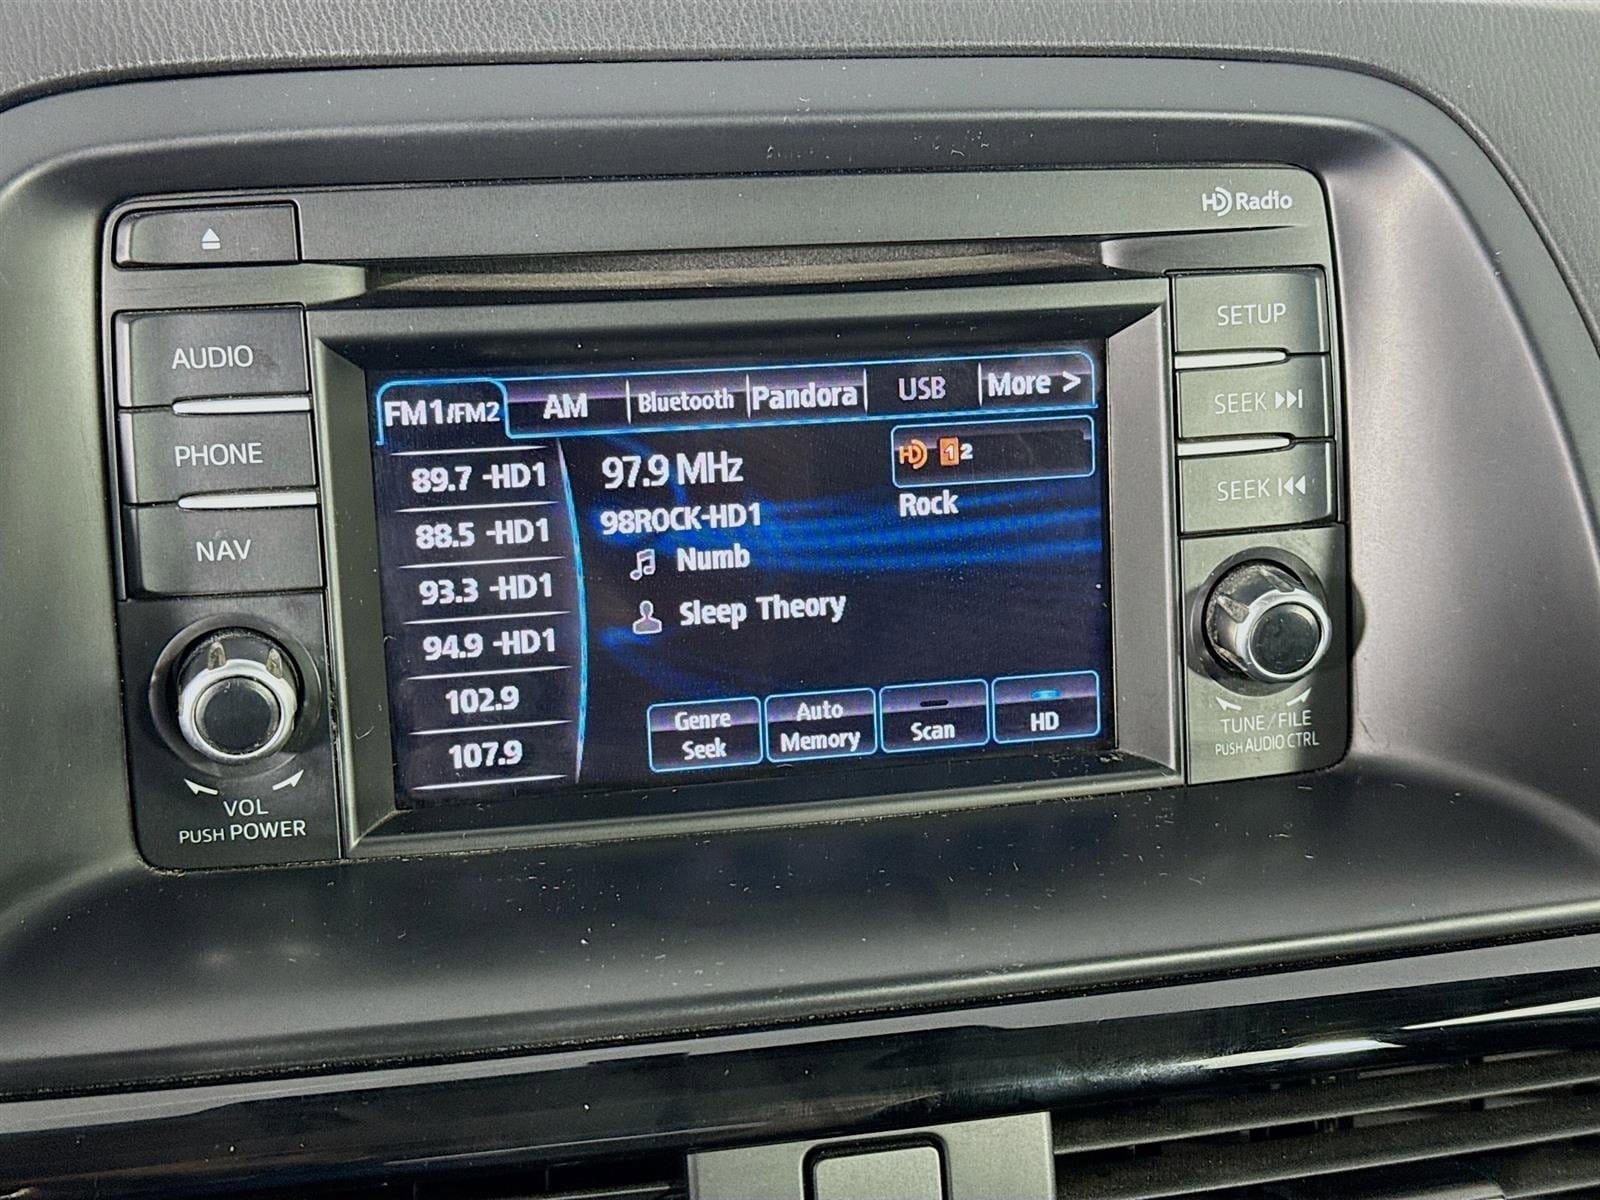 HD Radio
AUDIO
PHONE
NAV
VOL
PUSH POWER
FM1/FM2 AM Bluetooth Pandora USB More >
89.7 -HD1
88.5 -HD1
93.3 -HD1
94.9 -HD1
102.9
107.9
97.9 MHz
HD 1 2
98ROCK-HD1
Rock
Numb
Sleep Theory
Genre
Seek
Auto
Memory
Scan
HD
SETUP
SEEK
SEEK
TUNE/FILE
PUSH AUDIO CTRL